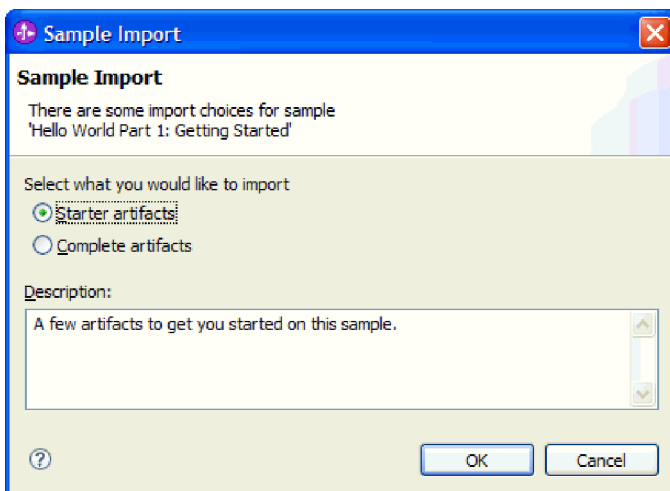 Sample Import
Sample Import
There are some import choices for sample
'Hello World Part 1: Getting Started'
Select what you would like to import
Starter artifacts
Complete artifacts
Description:
A few artifacts to get you started on this sample.
?
OK
Cancel